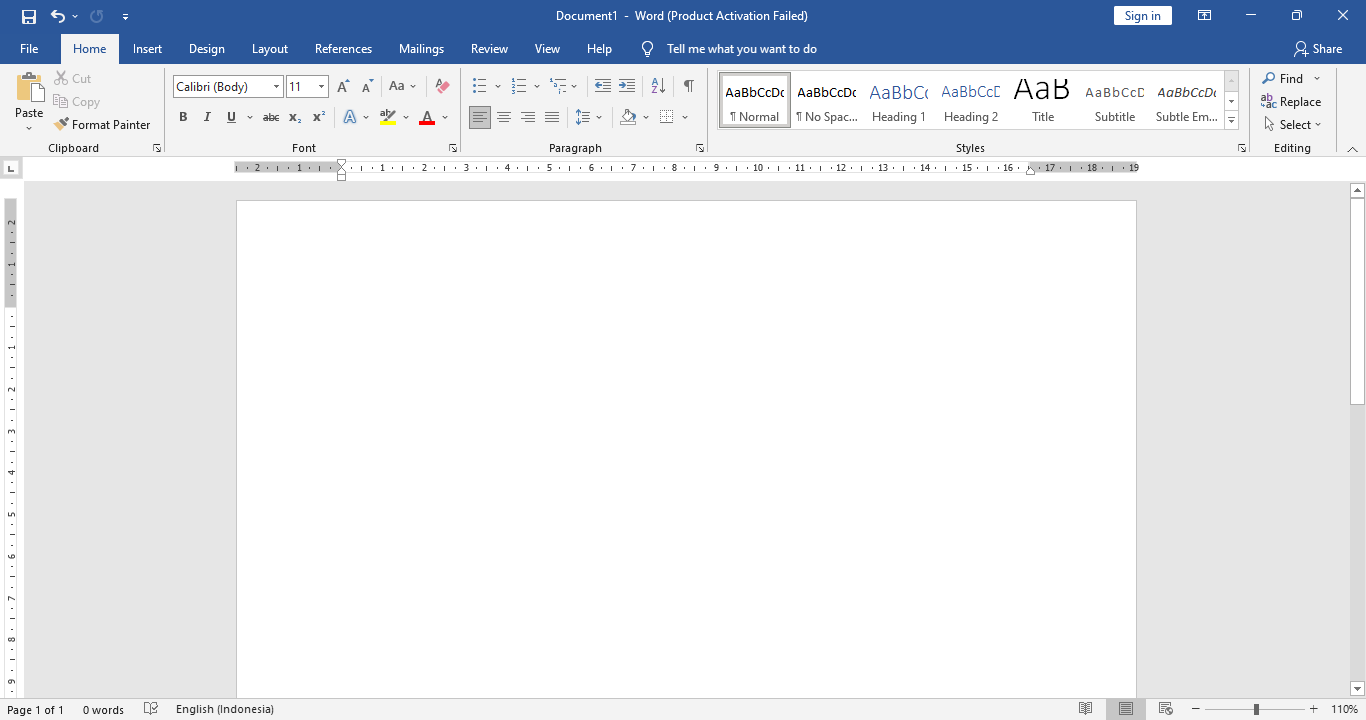 Document1 - Word (Product Activation Failed)
Sign in
File Home Insert Design Layout References Mailings Review View Help Tell me what you want to do Share
Paste
Cut
Copy
Format Painter
Clipboard
Calibri (Body) 11
Aa
B I U abc x₂ x²
Font
Paragraph
AaBbCcDc AaBbCcDc AaBbCc AaBbCcD AaB AaBbCcD AaBbCcDc
¶ Normal ¶ No Spac... Heading 1 Heading 2 Title Subtitle Subtle Em...
Styles
Find
Replace
Select
Editing
2 1 1 2 3 4 5 6 7 8 9 10 11 12 13 14 15 16 17 18 19
2
1
1
2
3
4
5
6
7
8
9
Page 1 of 1 0 words English (Indonesia) 110%